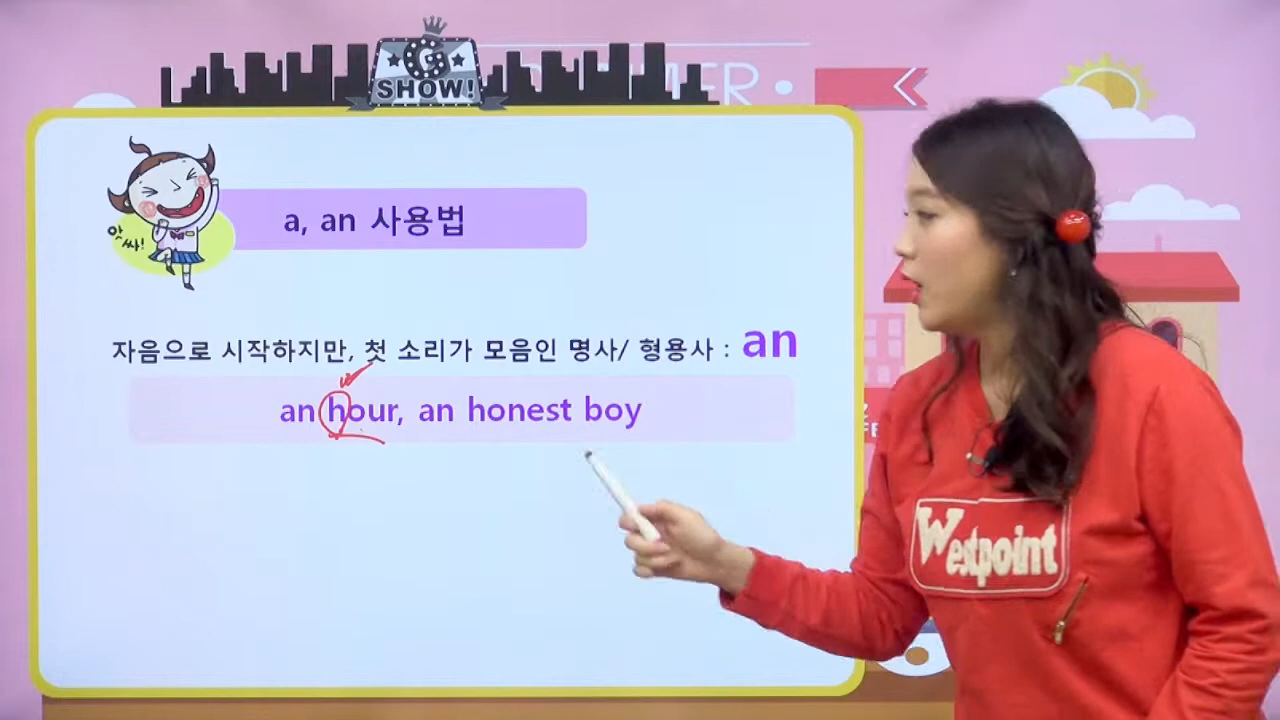 G
SHOW!
앗싸!
a, an 사용법
자음으로 시작하지만, 첫 소리가 모음인 명사/ 형용사 : an
an hour, an honest boy
Westpoint